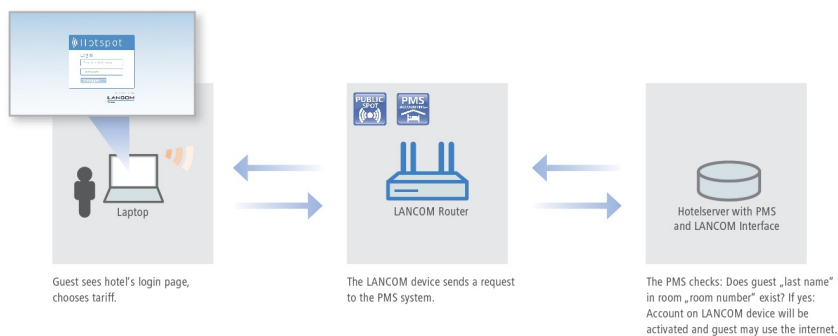 Hotspot
Login
LANCOM
PUBLIC
SPOT
PMS
ACCOUNTING
Laptop
LANCOM Router
Hotelserver with PMS
and LANCOM Interface
Guest sees hotel's login page,
chooses tariff.
The LANCOM device sends a request
to the PMS system.
The PMS checks: Does guest „last name"
in room „room number" exist? If yes:
Account on LANCOM device will be
activated and guest may use the internet.